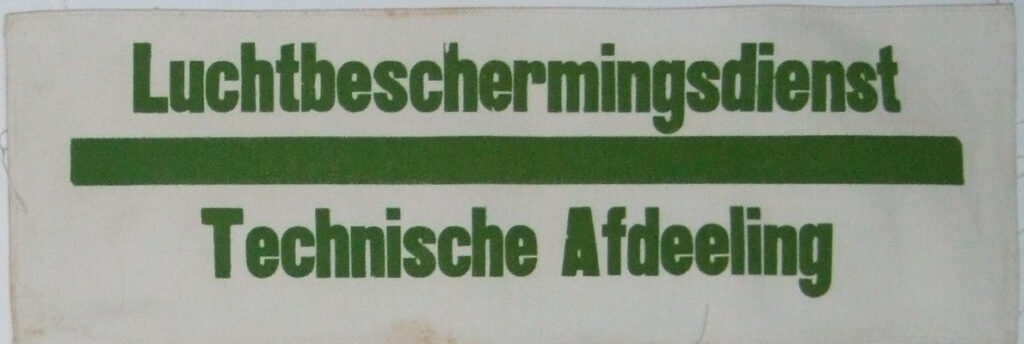 Luchtbeschermingsdienst
Technische Afdeeling